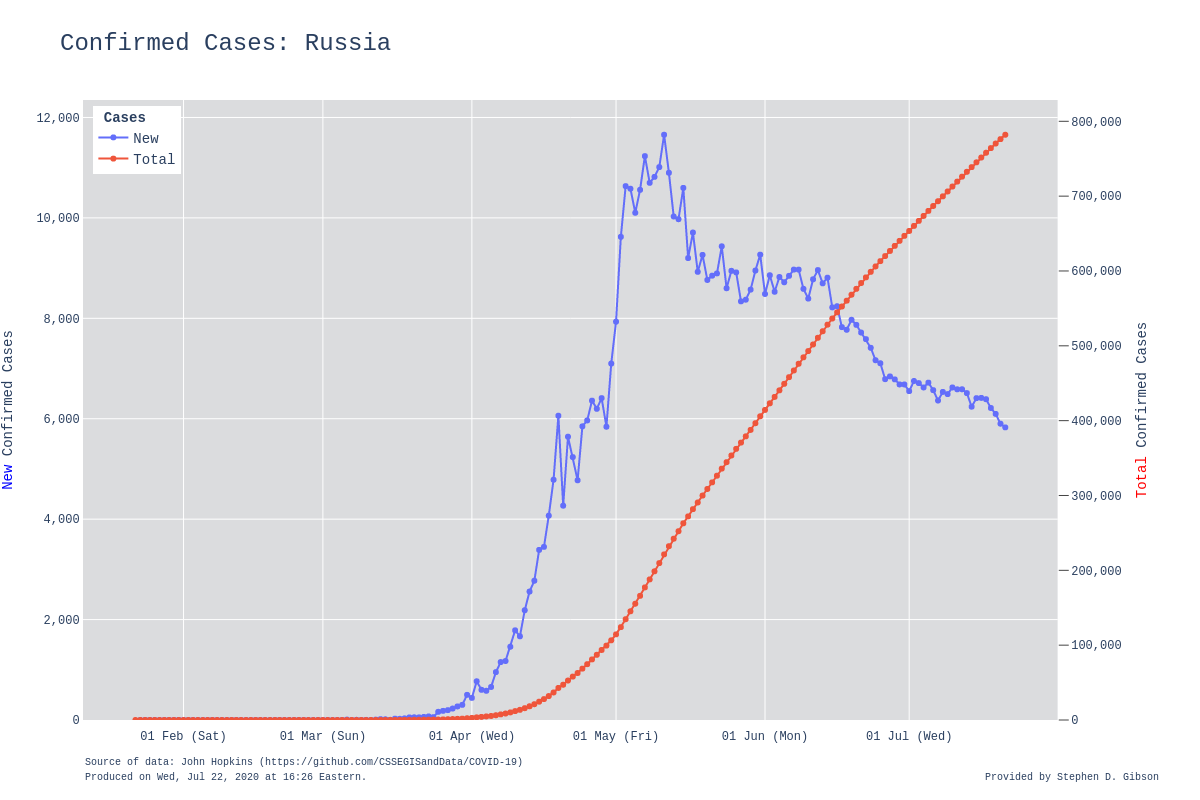 Confirmed Cases: Russia
Cases
New
Total
12,000
10,000
8,000
6,000
4,000
2,000
0
New Confirmed Cases
800,000
700,000
600,000
500,000
400,000
300,000
200,000
100,000
0
Total Confirmed Cases
01 Feb (Sat) 01 Mar (Sun) 01 Apr (Wed) 01 May (Fri) 01 Jun (Mon) 01 Jul (Wed)
Source of data: John Hopkins (https://github.com/CSSEGISandData/COVID-19)
Produced on Wed, Jul 22, 2020 at 16:26 Eastern.
Provided by Stephen D. Gibson